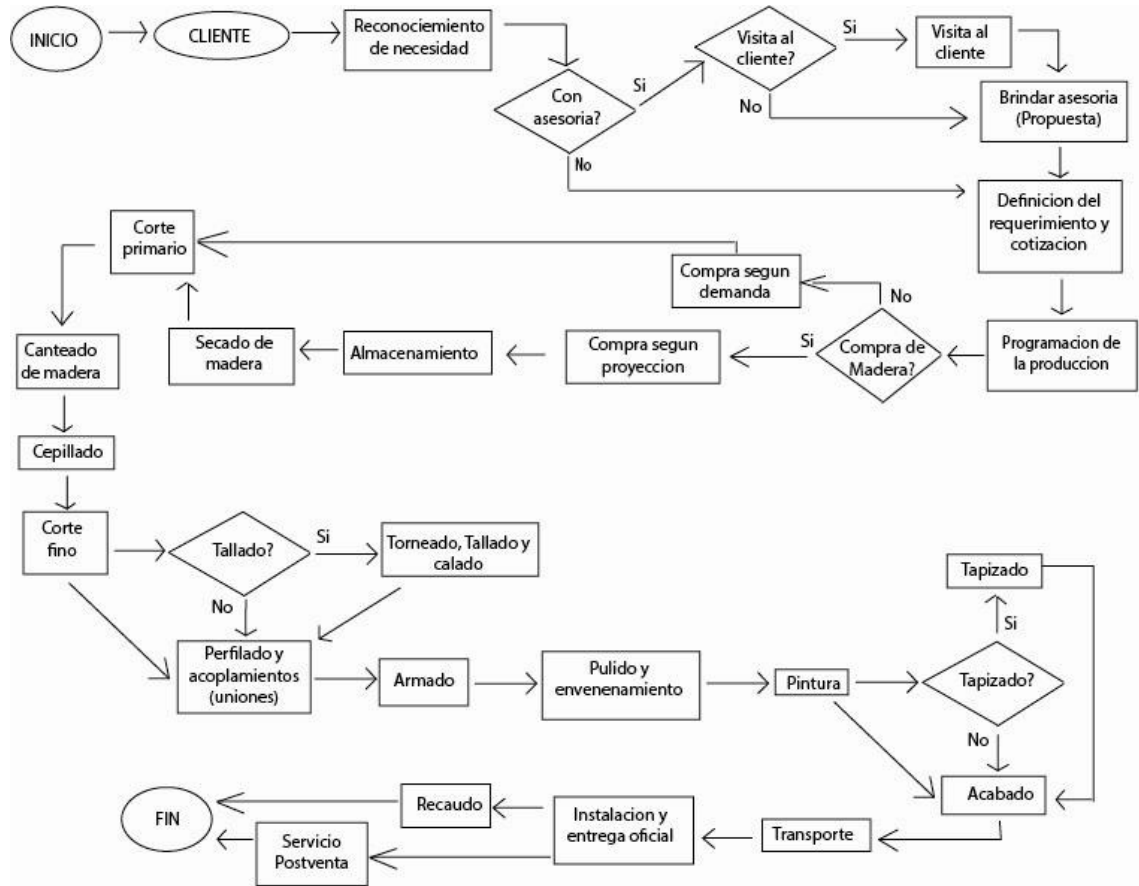 INICIO
CLIENTE
Reconociemiento
de necesidad
Con
asesoria?
Si
No
Visita al
cliente?
Si
No
Visita al
cliente
Brindar asesoria
(Propuesta)
Definicion del
requerimiento y
cotizacion
Programacion de
la produccion
Compra de
Madera?
No
Si
Compra segun
demanda
Compra segun
proyeccion
Almacenamiento
Secado de
madera
Corte
primario
Canteado
de madera
Cepillado
Corte
fino
Tallado?
Si
No
Torneado, Tallado y
calado
Perfilado y
acoplamientos
(uniones)
Armado
Pulido y
envenenamiento
Pintura
Tapizado?
Si
No
Tapizado
Acabado
Transporte
Instalacion y
entrega oficial
Recaudo
Servicio
Postventa
FIN